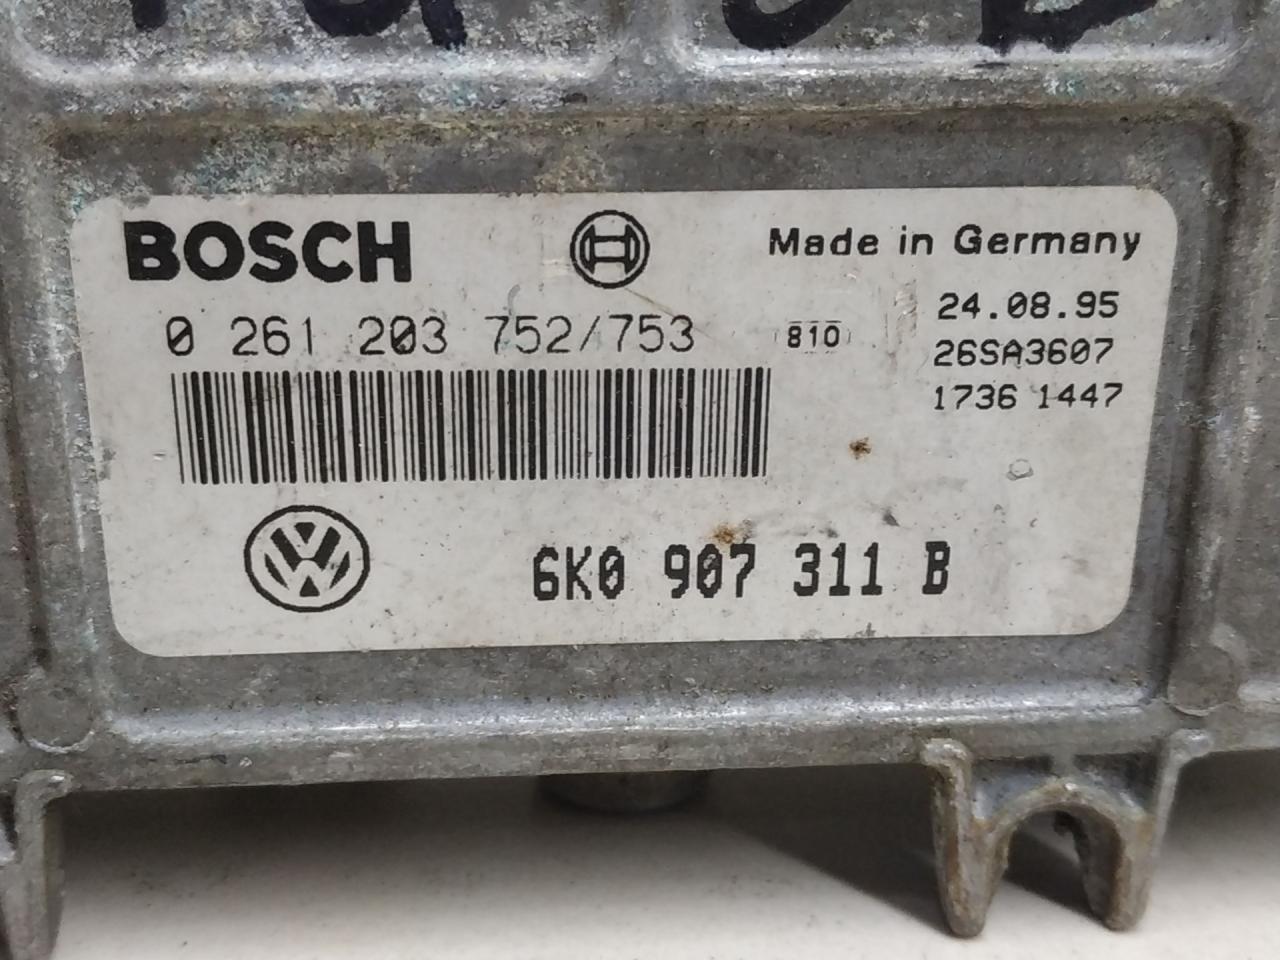 BOSCH
Made in Germany
0 261 203 752/753
810
24.08.95
26SA3607
1736 1447
6K0 907 311 B